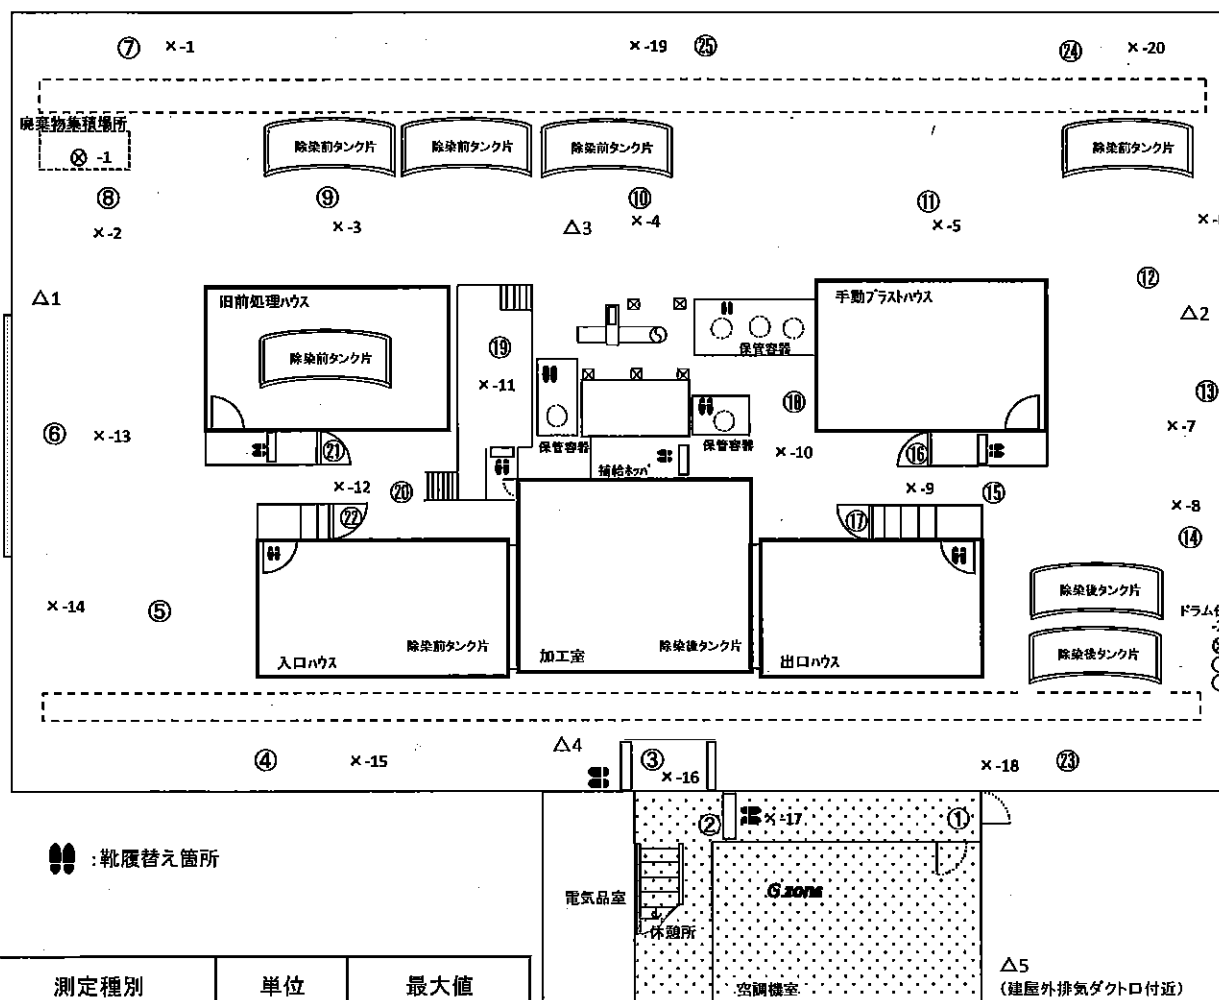 ⑦ ×-1 ×-19 ㉕ ㉔ ×-20
廃棄物集積場所
⊗ -1
除染前タンク片 除染前タンク片 除染前タンク片 除染前タンク片
⑧ ⑨ ⑩ ⑪
×-2 ×-3 △3 ×-4 ×-5
⑫
△1 旧前処理ハウス 手動ブラストハウス △2
⑲ 保管容器
除染前タンク片
×-11 ⑱ ⑬
⑥ ×-13 ×-7
㉑ 保管容器 保管容器 ×-10 ⑯
補給ホッパ
×-12 ⑳ ×-9 ⑮
㉒ ⑰ ×-8
⑭
除染後タンク片
×-14 ⑤
除染前タンク片 除染後タンク片 除染後タンク片
入口ハウス 加工室 出口ハウス
△4
④ ×-15 ③ ×-16 ×-18 ㉓
② ×-17 ①
:靴履替え箇所
電気品室 G zone
休憩所
空調機室
△5
(建屋外排気ダクト口付近)
測定種別 単位 最大値